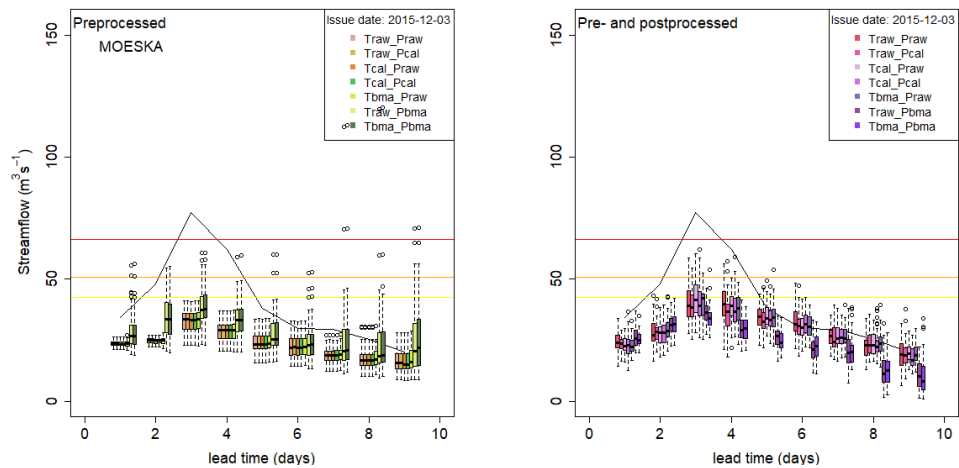 Preprocessed
MOESKA
Issue date: 2015-12-03
Traw_Praw
Traw_Pcal
Tcal_Praw
Tcal_Pcal
Tbma_Praw
Traw_Pbma
Tbma_Pbma
Streamflow (m³s⁻¹)
150
100
50
0
0 2 4 6 8 10
lead time (days)
Pre- and postprocessed
Issue date: 2015-12-03
Traw_Praw
Traw_Pcal
Tcal_Praw
Tcal_Pcal
Tbma_Praw
Traw_Pbma
Tbma_Pbma
150
100
50
0
0 2 4 6 8 10
lead time (days)